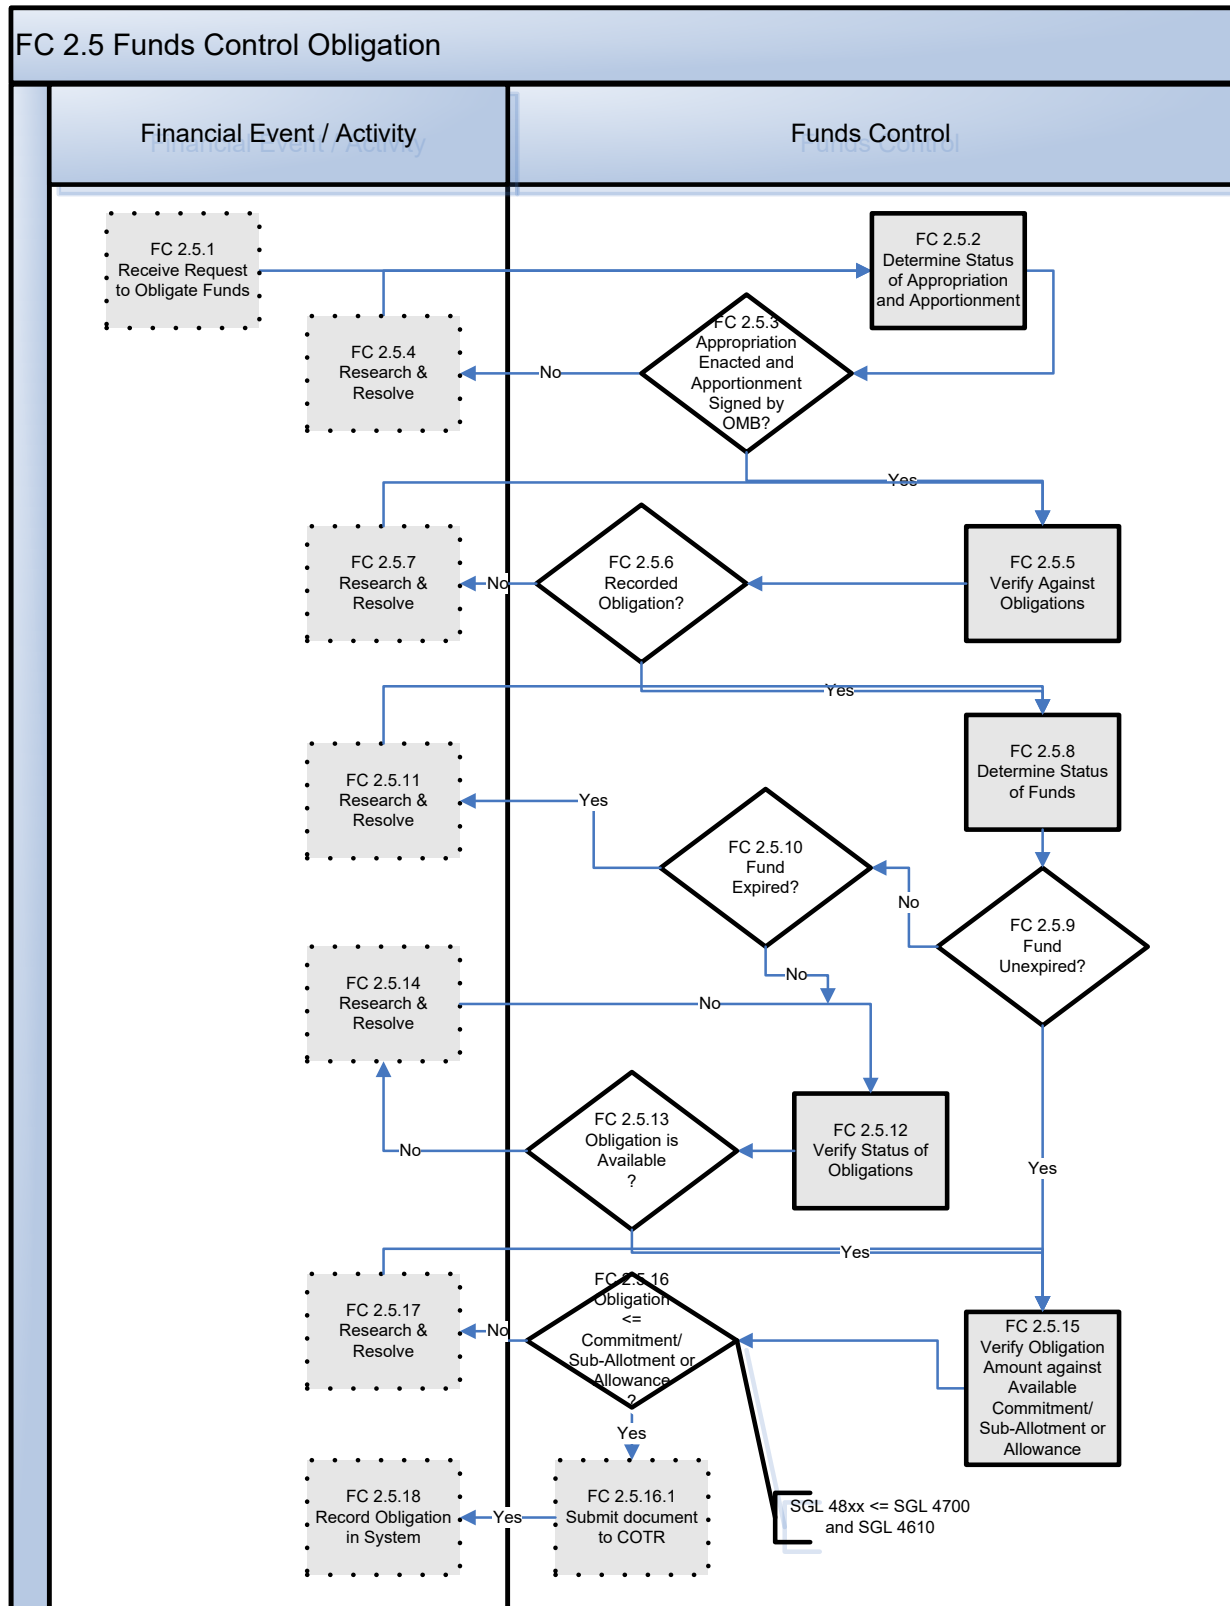 FC 2.5 Funds Control Obligation
Financial Event / Activity
Funds Control
FC 2.5.1
Receive Request
to Obligate Funds
FC 2.5.2
Determine Status
of Appropriation
and Apportionment
FC 2.5.3
Appropriation
Enacted and
Apportionment
Signed by
OMB?
No
FC 2.5.4
Research &
Resolve
Yes
FC 2.5.5
Verify Against
Obligations
FC 2.5.6
Recorded
Obligation?
No
FC 2.5.7
Research &
Resolve
Yes
FC 2.5.8
Determine Status
of Funds
FC 2.5.9
Fund
Unexpired?
No
FC 2.5.10
Fund
Expired?
Yes
FC 2.5.11
Research &
Resolve
No
FC 2.5.14
Research &
Resolve
No
FC 2.5.12
Verify Status of
Obligations
FC 2.5.13
Obligation is
Available
?
No
Yes
Yes
FC 2.5.15
Verify Obligation
Amount against
Available
Commitment/
Sub-Allotment or
Allowance
FC 2.5.16
Obligation
<=
Commitment/
Sub-Allotment or
Allowance
?
No
FC 2.5.17
Research &
Resolve
Yes
FC 2.5.16.1
Submit document
to COTR
Yes
FC 2.5.18
Record Obligation
in System
SGL 48xx <= SGL 4700
and SGL 4610